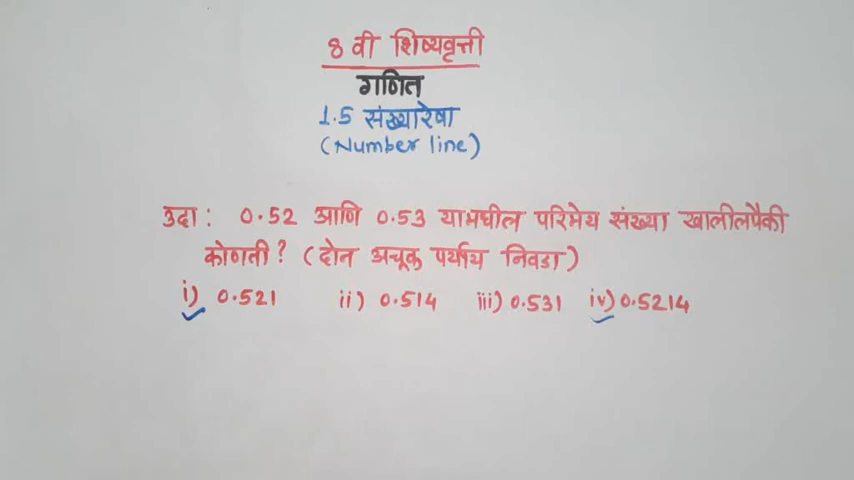 8 वी शिष्यवृत्ती
गणित
1.5 संख्यारेषा
(Number line)
उदा: 0.52 आणि 0.53 यामधील परिमेय संख्या खालीलपैकी
कोणती? (दोन अचूक पर्याय निवडा)
i) 0.521 ii) 0.514 iii) 0.531 iv) 0.5214